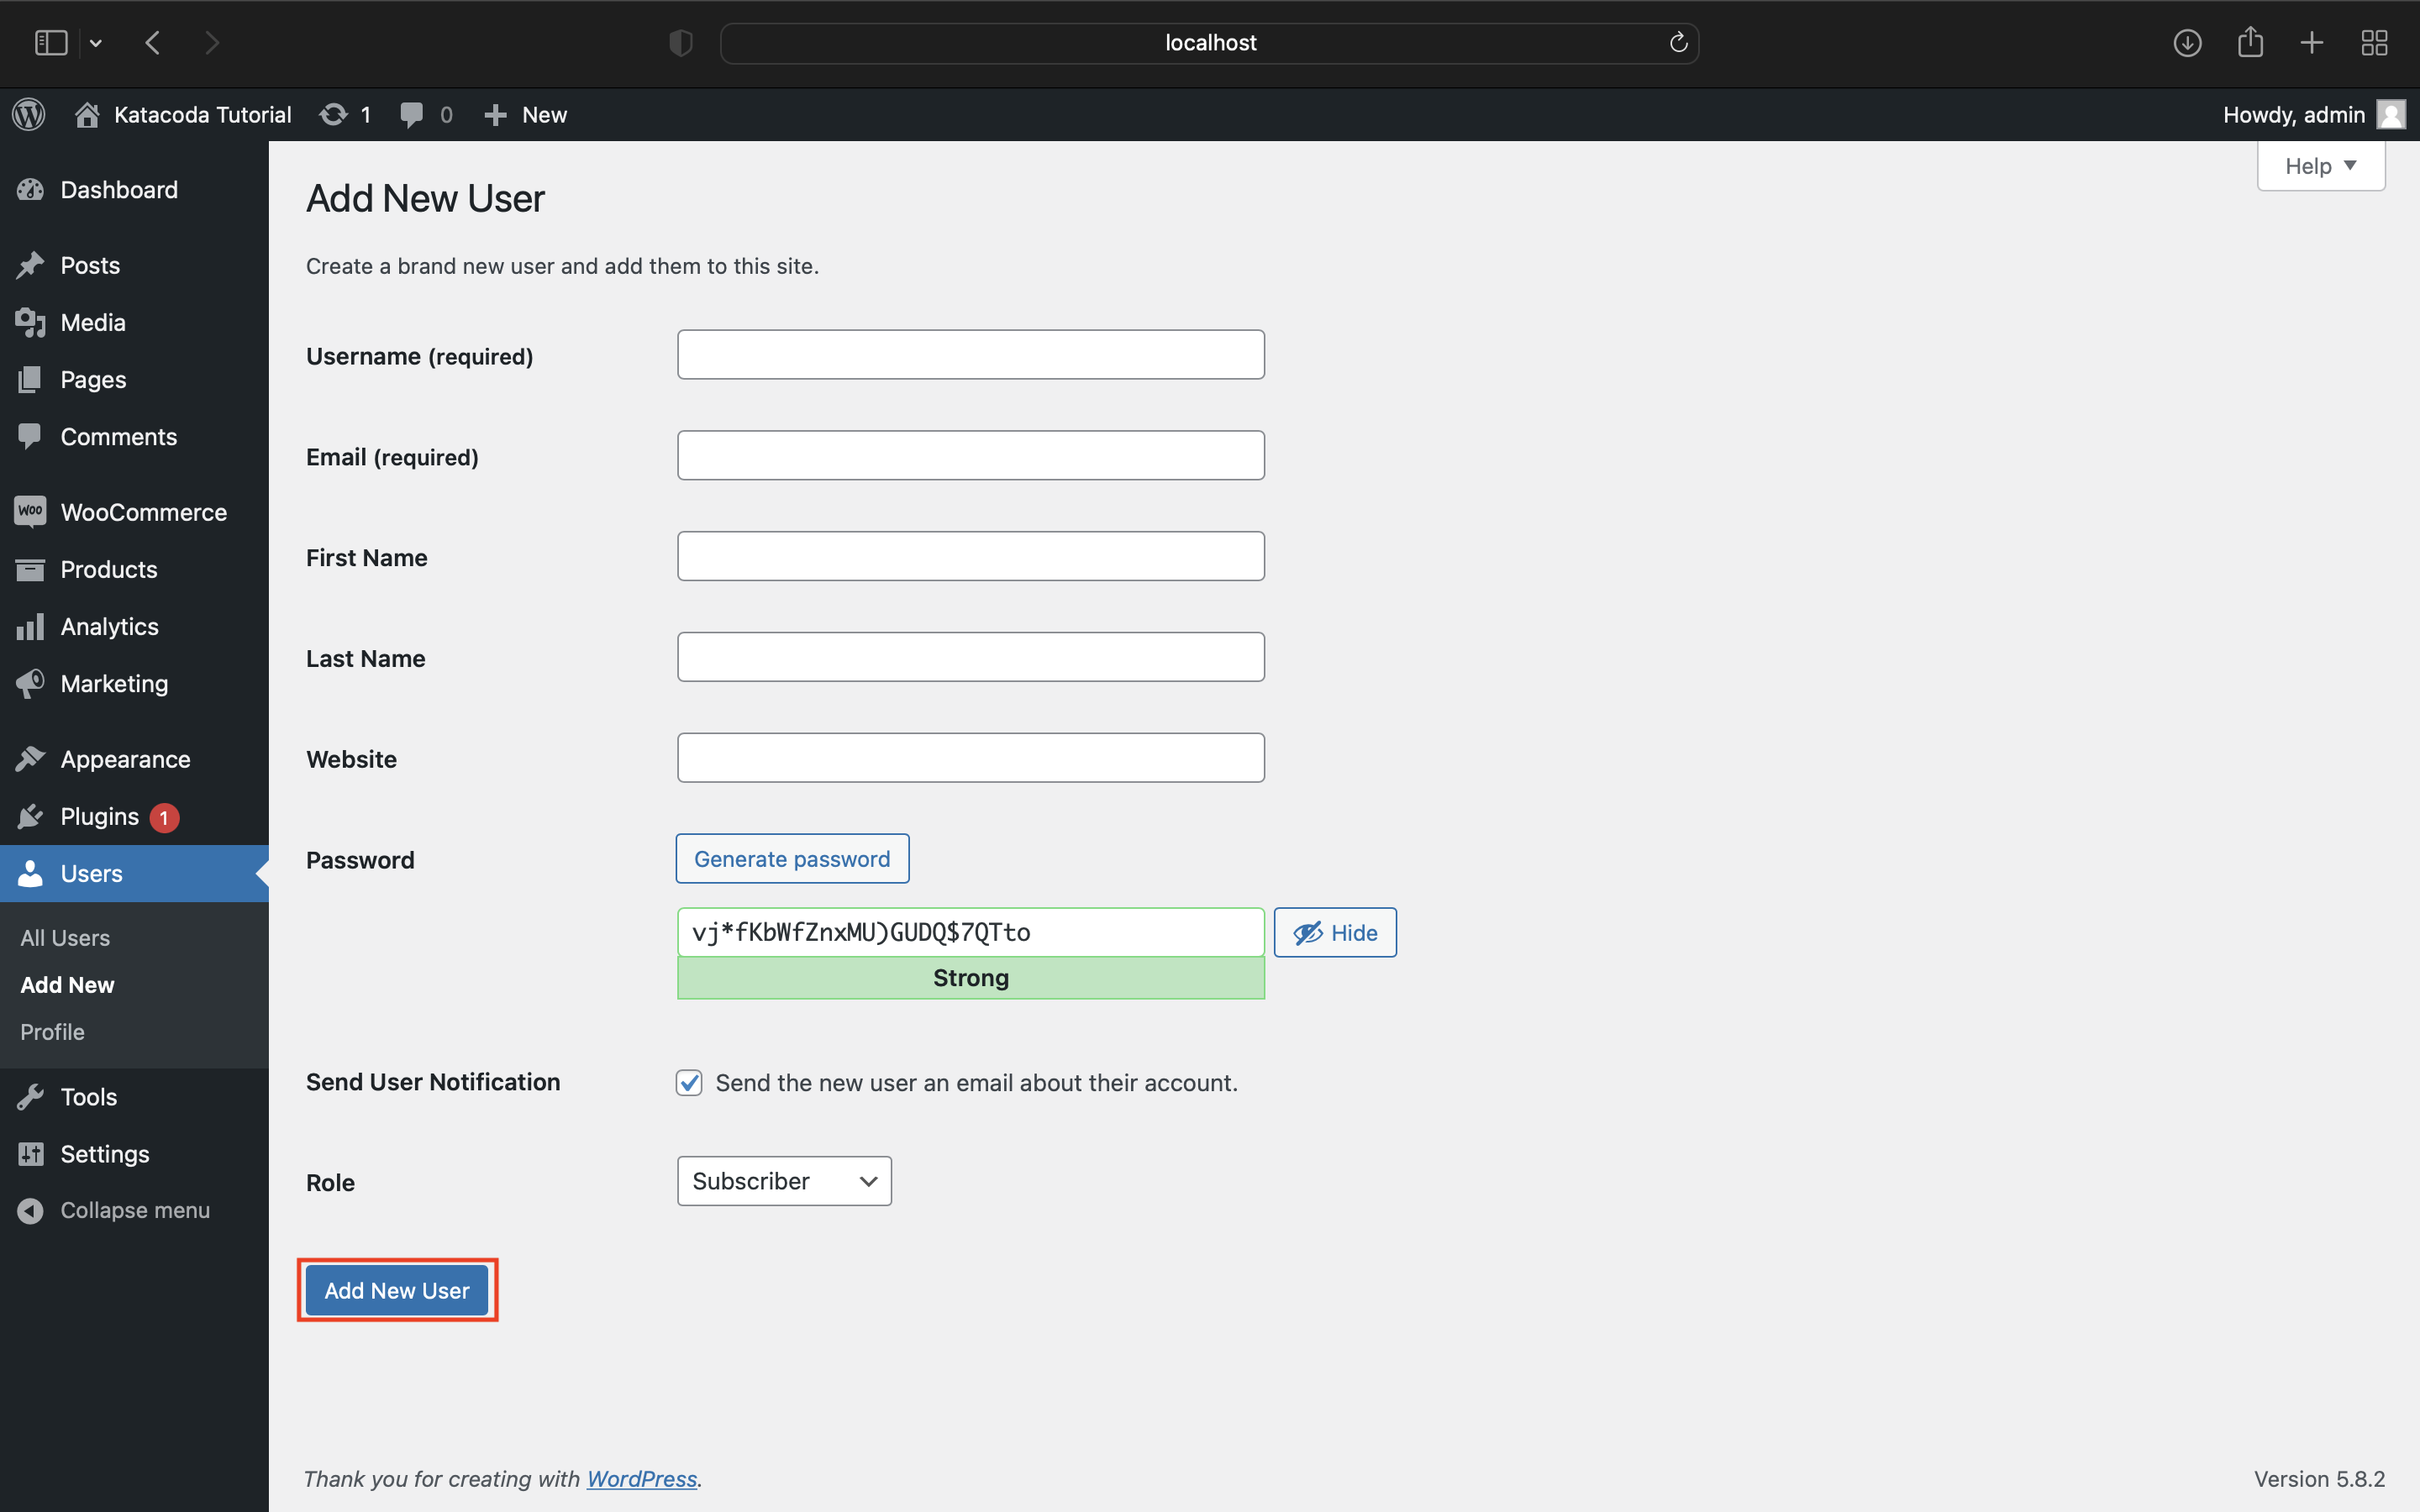 localhost
Katacoda Tutorial 1 0 New Howdy, admin
Help
Dashboard
Posts
Media
Pages
Comments
Woo WooCommerce
Products
Analytics
Marketing
Appearance
Plugins 1
Users
All Users
Add New
Profile
Tools
Settings
Collapse menu
Add New User
Create a brand new user and add them to this site.
Username (required)
Email (required)
First Name
Last Name
Website
Password Generate password
vj*fKbWfZnxMU)GUDQ$7QTto Hide
Strong
Send User Notification Send the new user an email about their account.
Role Subscriber
Add New User
Thank you for creating with WordPress. Version 5.8.2